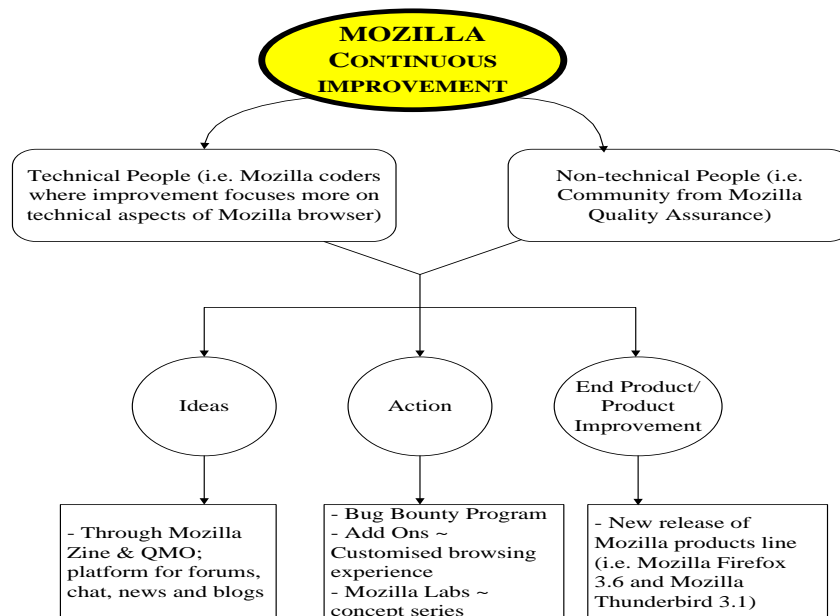 MOZILLA
CONTINUOUS
IMPROVEMENT
Technical People (i.e. Mozilla coders
where improvement focuses more on
technical aspects of Mozilla browser)
Non-technical People (i.e.
Community from Mozilla
Quality Assurance)
Ideas
Action
End Product/
Product
Improvement
- Through Mozilla
Zine & QMO;
platform for forums,
chat, news and blogs
- Bug Bounty Program
- Add Ons ~
Customised browsing
experience
- Mozilla Labs ~
concept series
- New release of
Mozilla products line
(i.e. Mozilla Firefox
3.6 and Mozilla
Thunderbird 3.1)